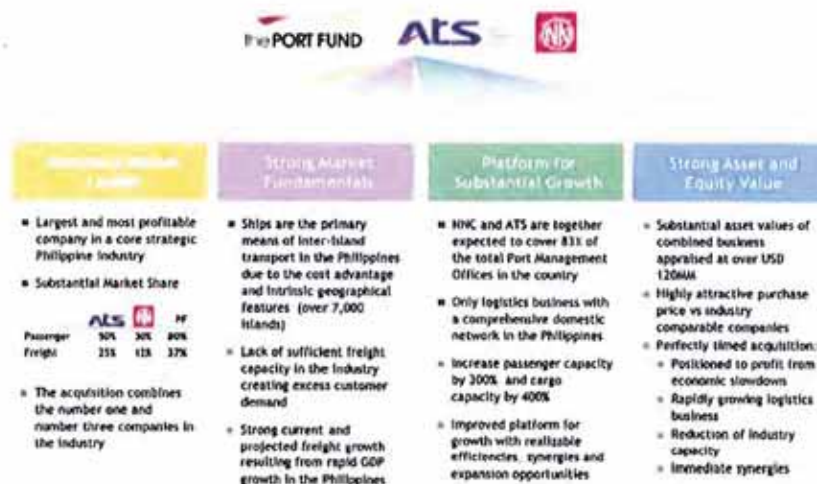 the PORT FUND
ATS
NN
Strong Market
Fundamentals
Platform for
Substantial Growth
Strong Asset and
Equity Value
Largest and most profitable
company in a core strategic
Philippine industry
Substantial Market Share
ATS NN PF
Passenger 50% 30% 80%
Freight 25% 12% 37%
The acquisition combines
the number one and
number three companies in
the industry
Ships are the primary
means of inter-island
transport in the Philippines
due to the cost advantage
and intrinsic geographical
features (over 7,000
islands)
Lack of sufficient freight
capacity in the industry
creating excess customer
demand
Strong current and
projected freight growth
resulting from rapid GDP
growth in the Philippines
NNC and ATS are together
expected to cover 83% of
the total Port Management
Offices in the country
Only logistics business with
a comprehensive domestic
network in the Philippines
Increase passenger capacity
by 200% and cargo
capacity by 400%
Improved platform for
growth with realizable
efficiencies, synergies and
expansion opportunities
Substantial asset values of
combined business
appraised at over USD
120MM
Highly attractive purchase
price vs industry
comparable companies
Perfectly timed acquisition:
Positioned to profit from
economic slowdown
Rapidly growing logistics
business
Reduction of industry
capacity
Immediate synergies